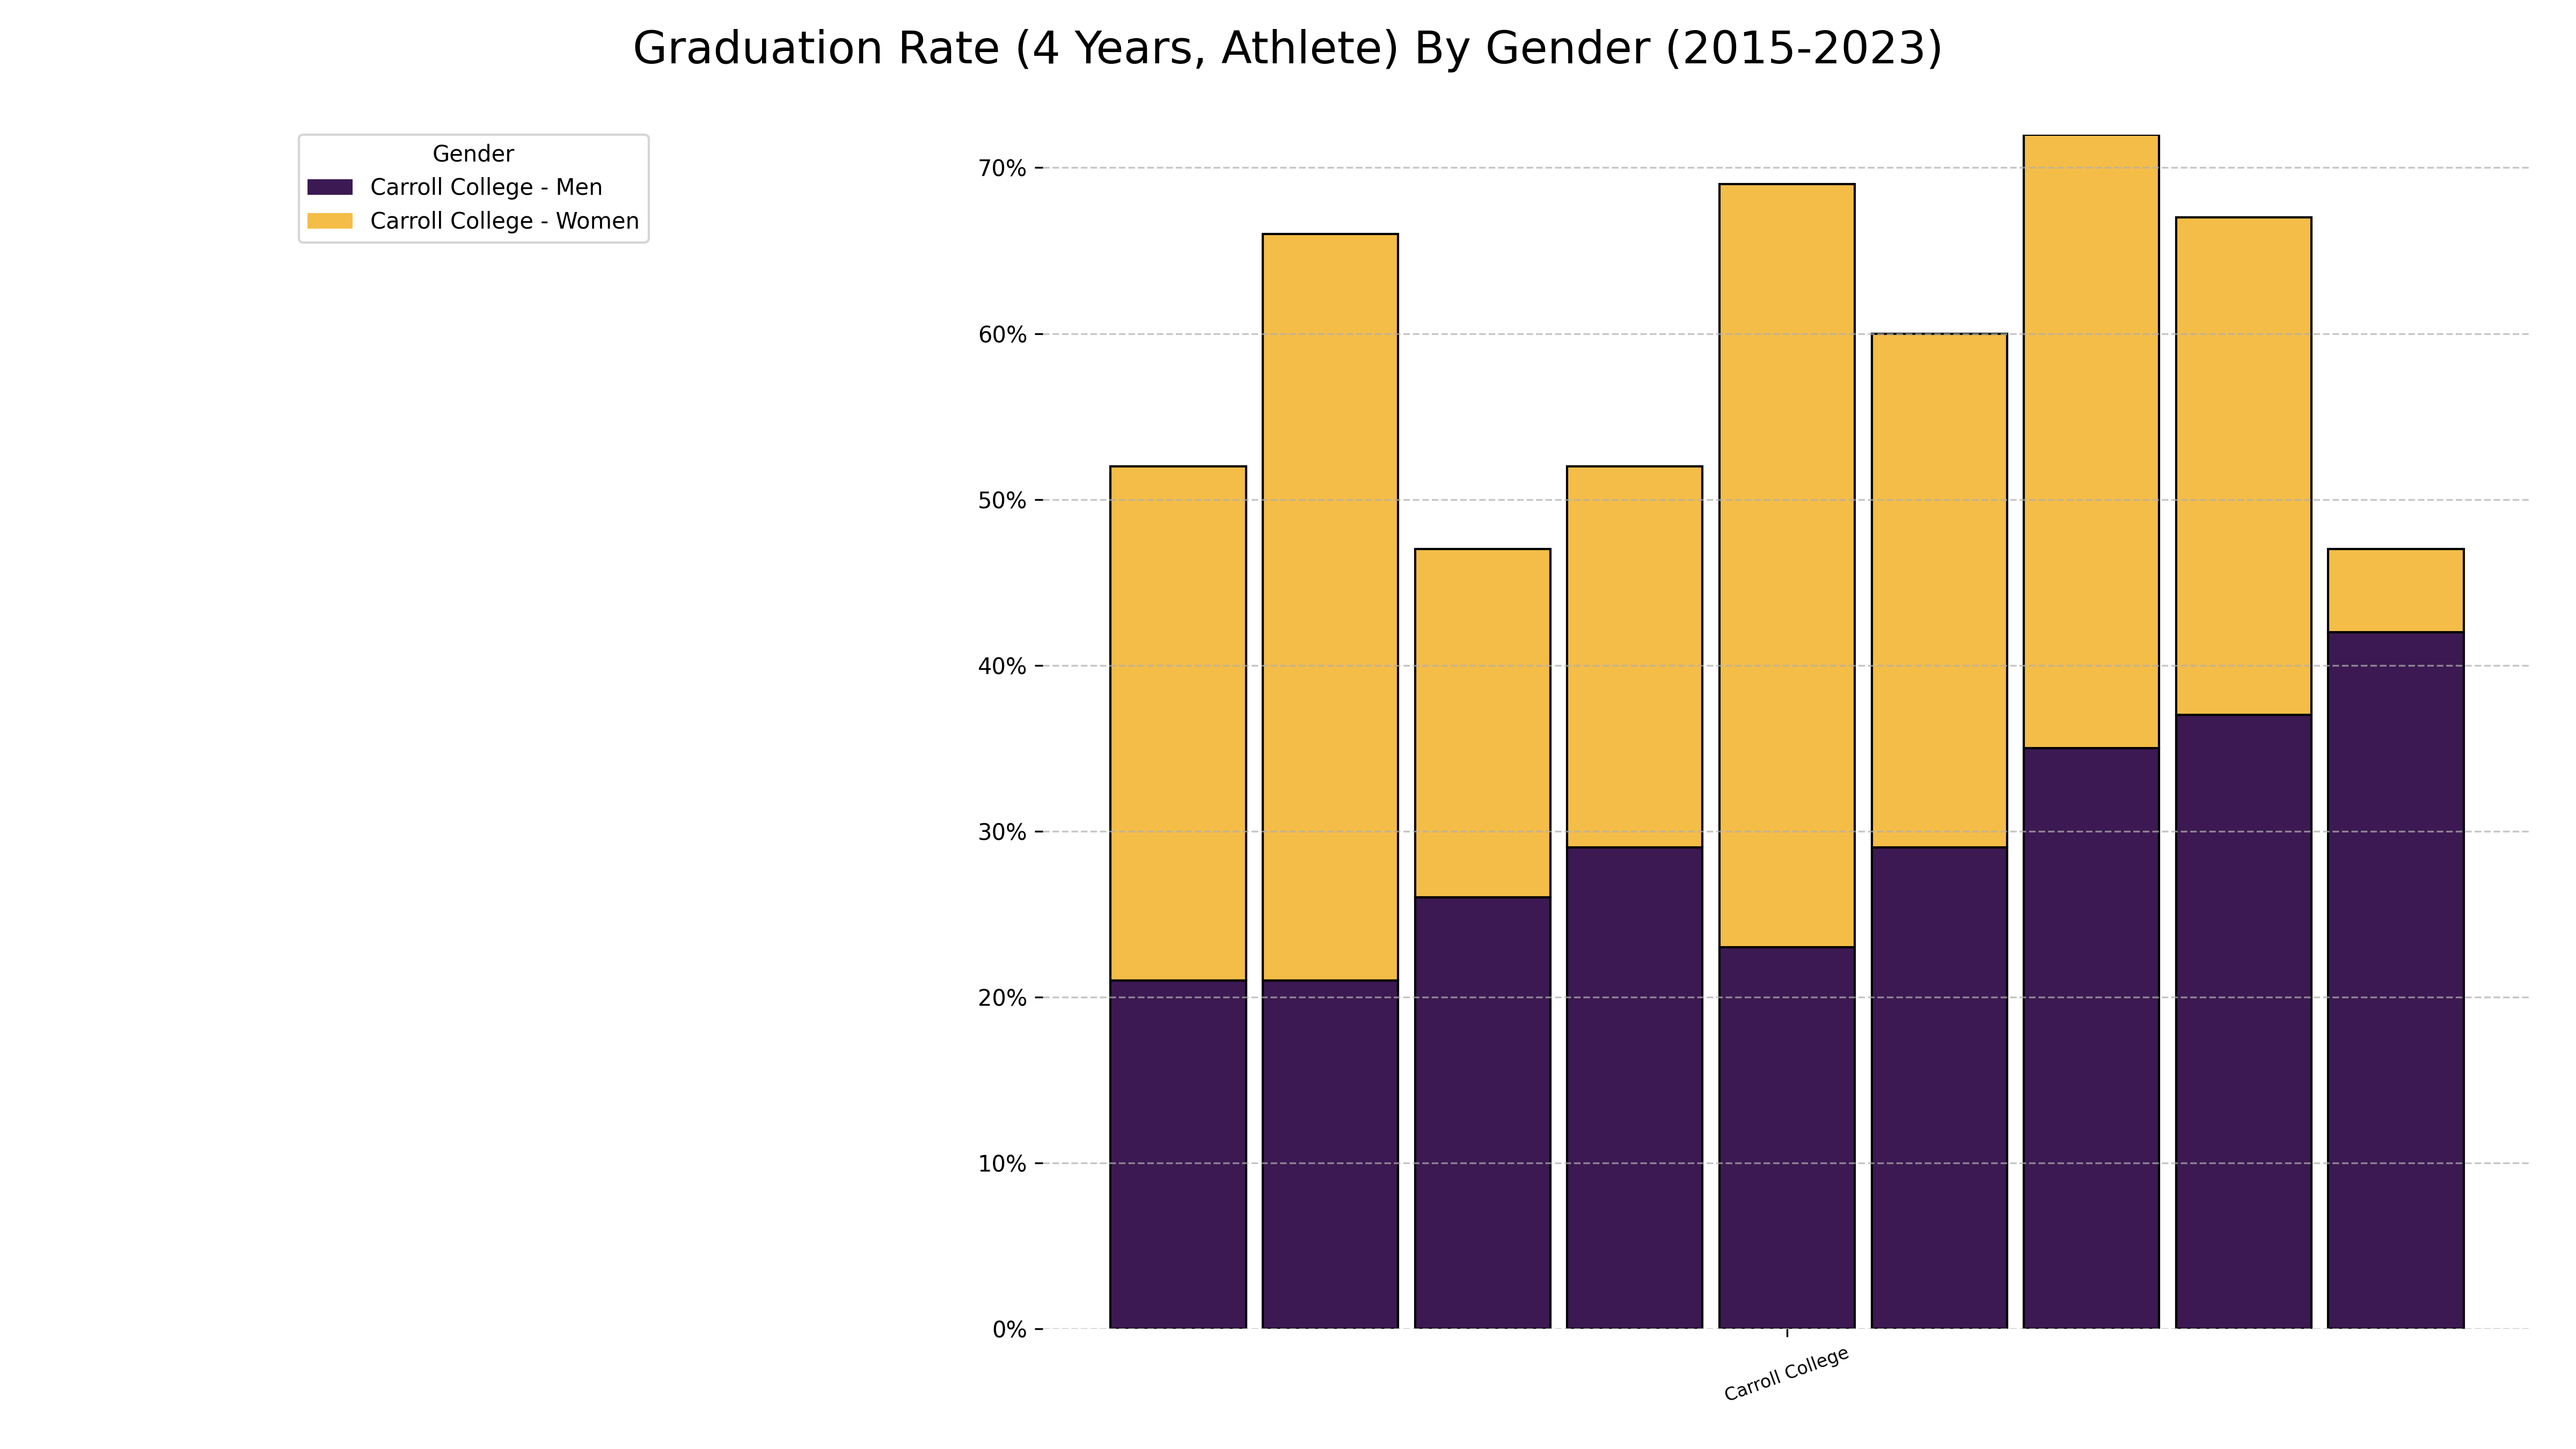 Graduation Rate (4 Years, Athlete) By Gender (2015-2023)
Gender
Carroll College - Men
Carroll College - Women
70%
60%
50%
40%
30%
20%
10%
0%
Carroll College